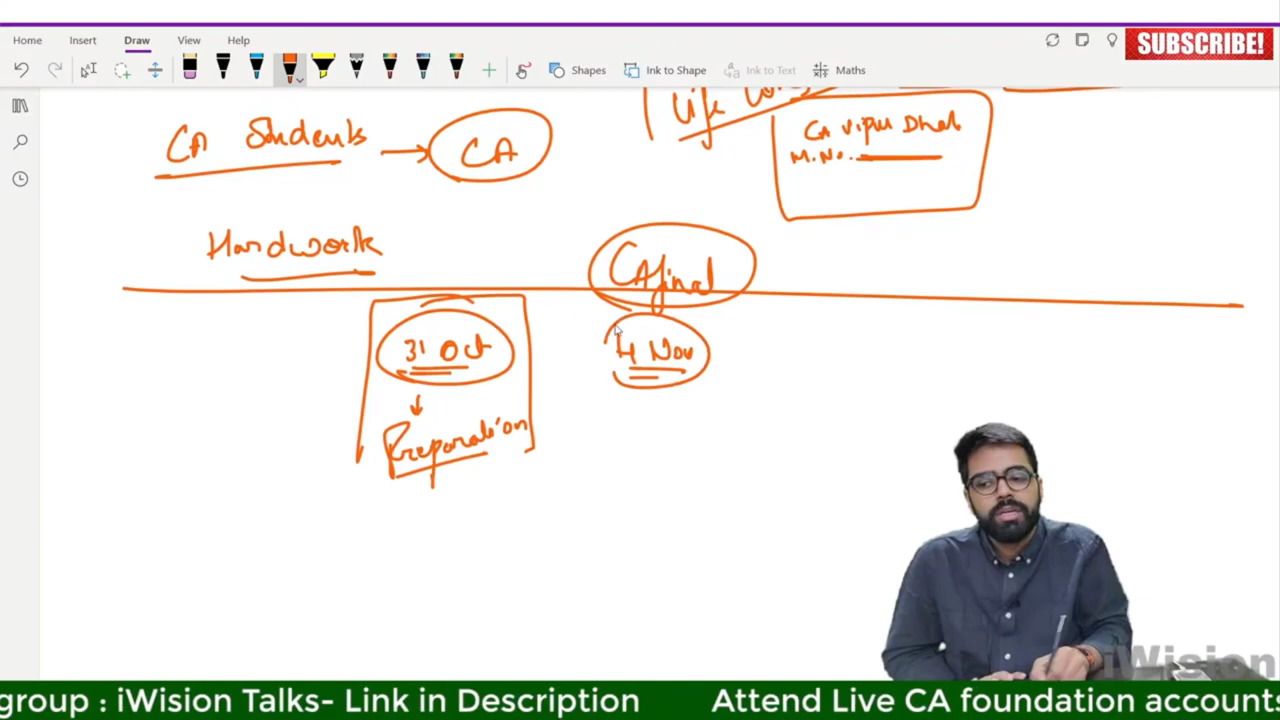 Home Insert Draw View Help
SUBSCRIBE!
Shapes Ink to Shape Ink to Text Maths
Life
CA Students → CA
CA Vipul Dhal
M.No.
Hardwork
CA final
31 Oct
4 Nov
Preparation
iWision
group : iWision Talks- Link in Description Attend Live CA foundation accounts